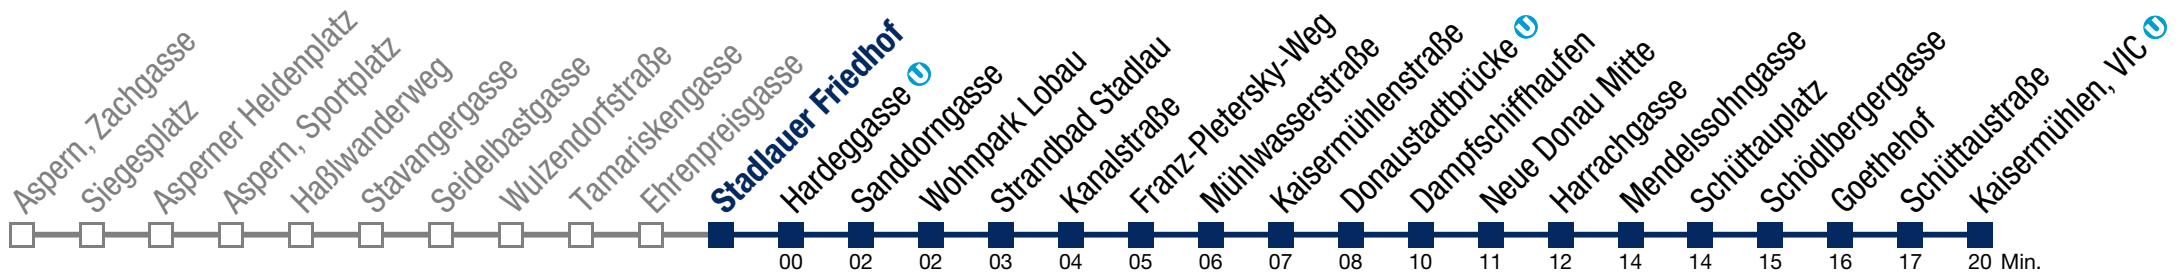 Aspern, Zachgasse
Siegesplatz
Asperner Heldenplatz
Aspern, Sportplatz
Haßlwanderweg
Stavangergasse
Seidelbastgasse
Wulzendorfstraße
Tamariskengasse
Ehrenpreisgasse
Stadlauer Friedhof
Hardeggasse U
Sanddorngasse
Wohnpark Lobau
Strandbad Stadlau
Kanalstraße
Franz-Pletersky-Weg
Mühlwasserstraße
Kaisermühlenstraße
Donaustadtbrücke U
Dampfschiffhaufen
Neue Donau Mitte
Harrachgasse
Mendelssohngasse
Schüttauplatz
Schödlbergergasse
Goethehof
Schüttaustraße
Kaisermühlen, VIC U
00 02 02 03 04 05 06 07 08 10 11 12 14 14 15 16 17 20 Min.